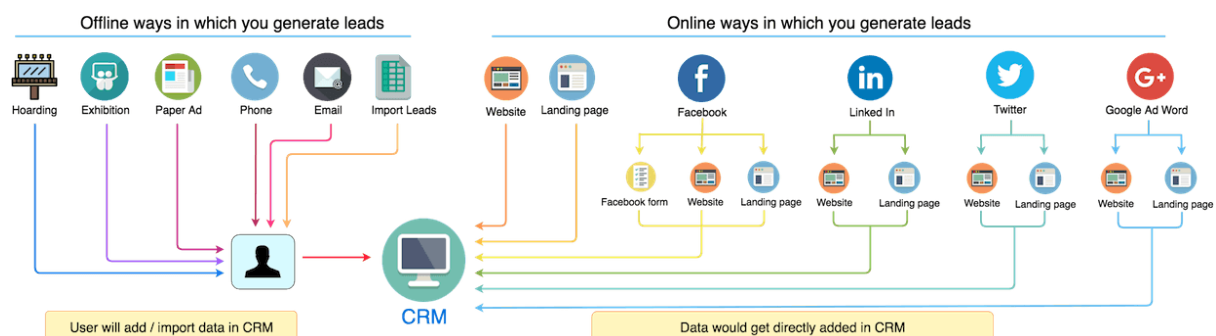 Offline ways in which you generate leads
Online ways in which you generate leads
Hoarding
Exhibition
Paper Ad
Phone
Email
Import Leads
Website
Landing page
Facebook
Linked In
Twitter
Google Ad Word
Facebook form
Website
Landing page
Website
Landing page
Website
Landing page
Website
Landing page
CRM
User will add / import data in CRM
Data would get directly added in CRM